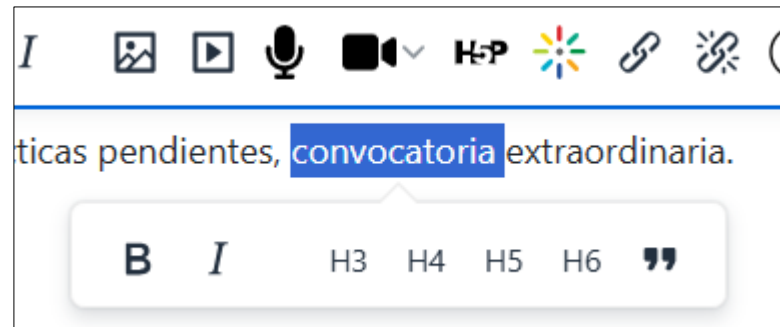 I H5P
ticas pendientes, convocatoria extraordinaria.
B I H3 H4 H5 H6 ❞